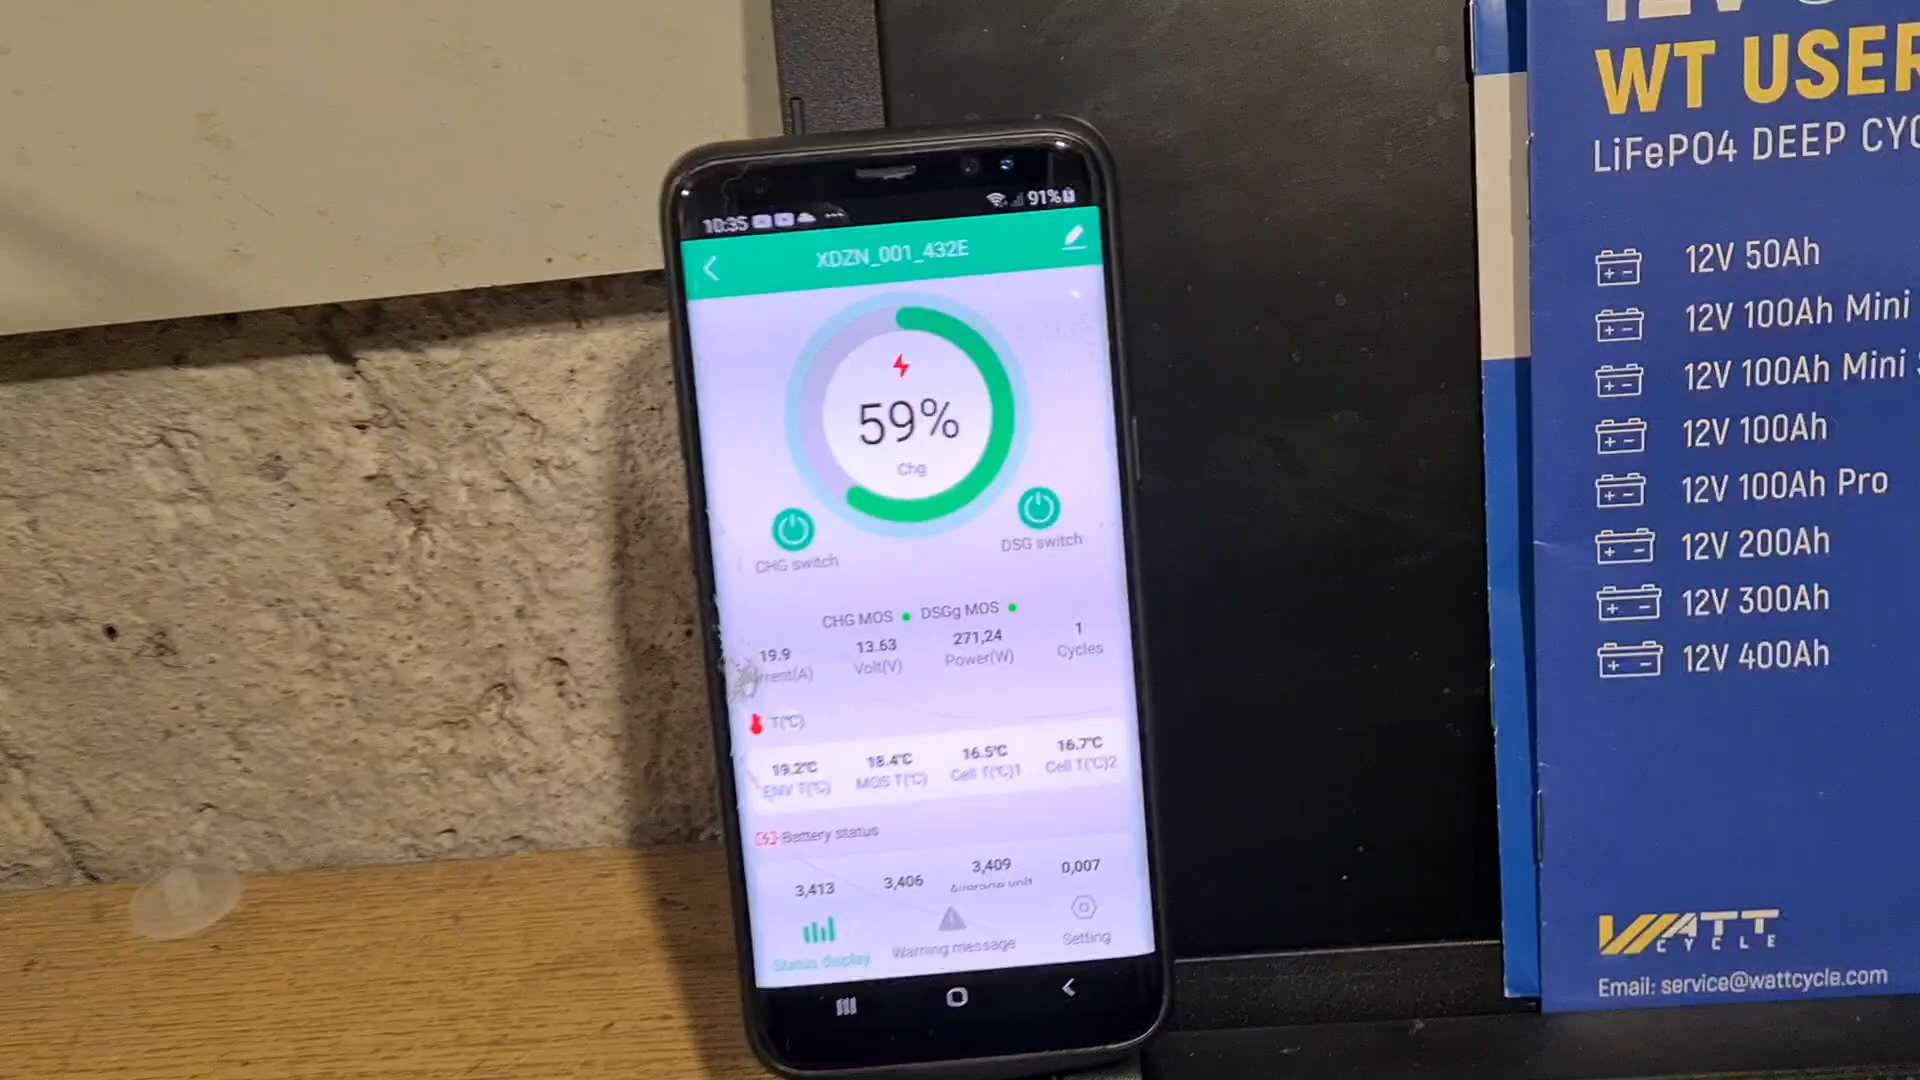 10:35
91%
XDZN_001_432E
59%
Chg
CHG switch
DSG switch
CHG MOS
DSGg MOS
19.9
13.63
271,24
1
rrent(A)
Volt(V)
Power(W)
Cycles
T(℃)
19.2℃
18.4℃
16.5℃
16.7℃
ENV T(℃)
MOS T(℃)
Cell T(℃)1
Cell T(℃)2
Battery status
3,413
3,406
3,409
0,007
Status display
Warning message
Setting
WT USER
LiFePO4 DEEP CYC
12V 50Ah
12V 100Ah Mini
12V 100Ah Mini
12V 100Ah
12V 100Ah Pro
12V 200Ah
12V 300Ah
12V 400Ah
WATT
CYCLE
Email: service@wattcycle.com